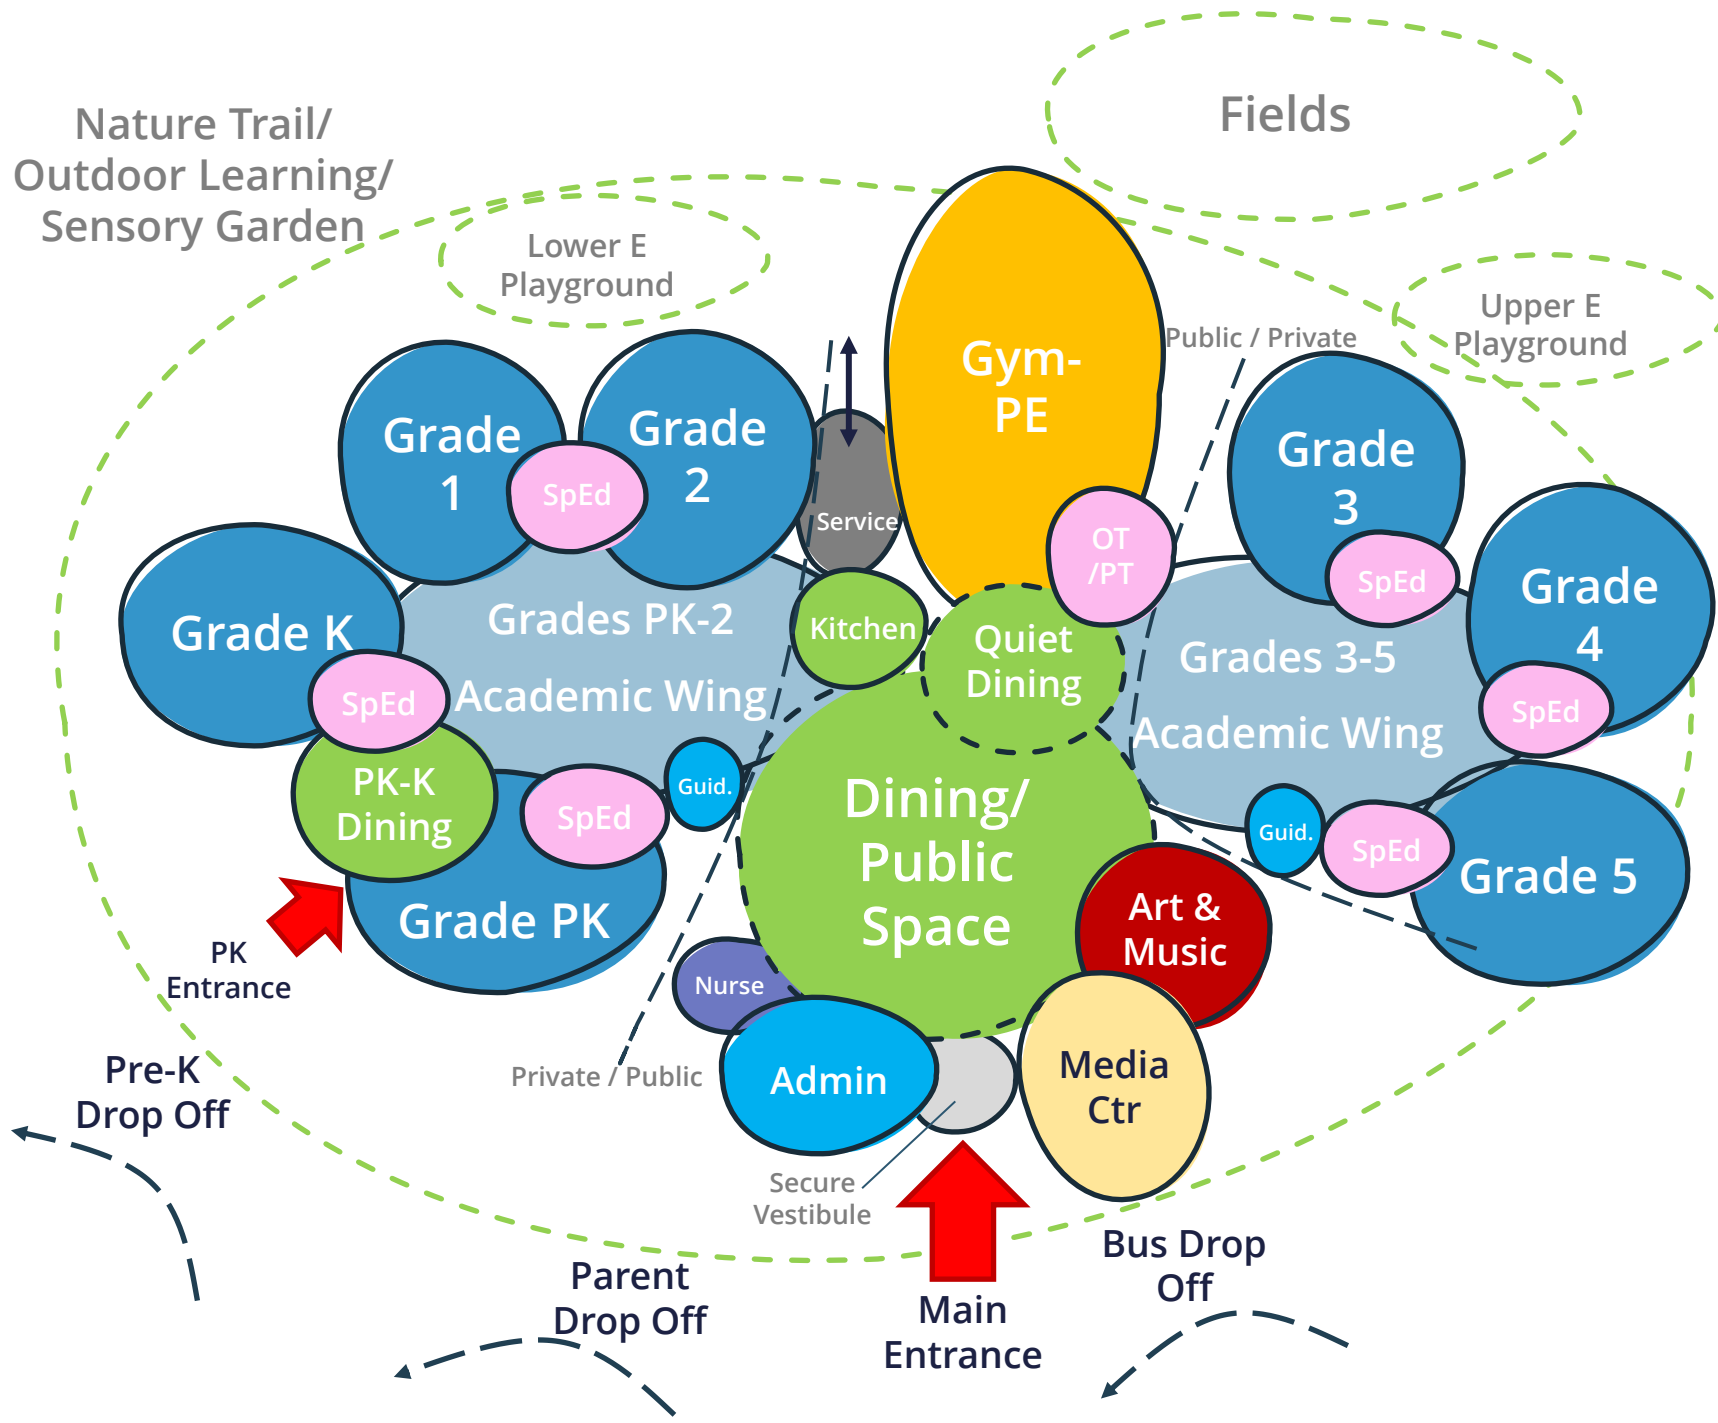 Fields
Nature Trail/
Outdoor Learning/
Sensory Garden
Lower E
Playground
Upper E
Playground
Public / Private
Gym-
PE
Grade
1
Grade
2
Grade
3
SpEd
Service
OT
/PT
SpEd
Grade
4
Grade K
Grades PK-2
Academic Wing
Kitchen
Quiet
Dining
Grades 3-5
Academic Wing
SpEd
SpEd
PK-K
Dining
SpEd
Guid.
Dining/
Public
Space
Guid.
SpEd
Grade 5
Grade PK
Art &
Music
PK
Entrance
Nurse
Private / Public
Admin
Media
Ctr
Pre-K
Drop Off
Secure
Vestibule
Parent
Drop Off
Main
Entrance
Bus Drop
Off